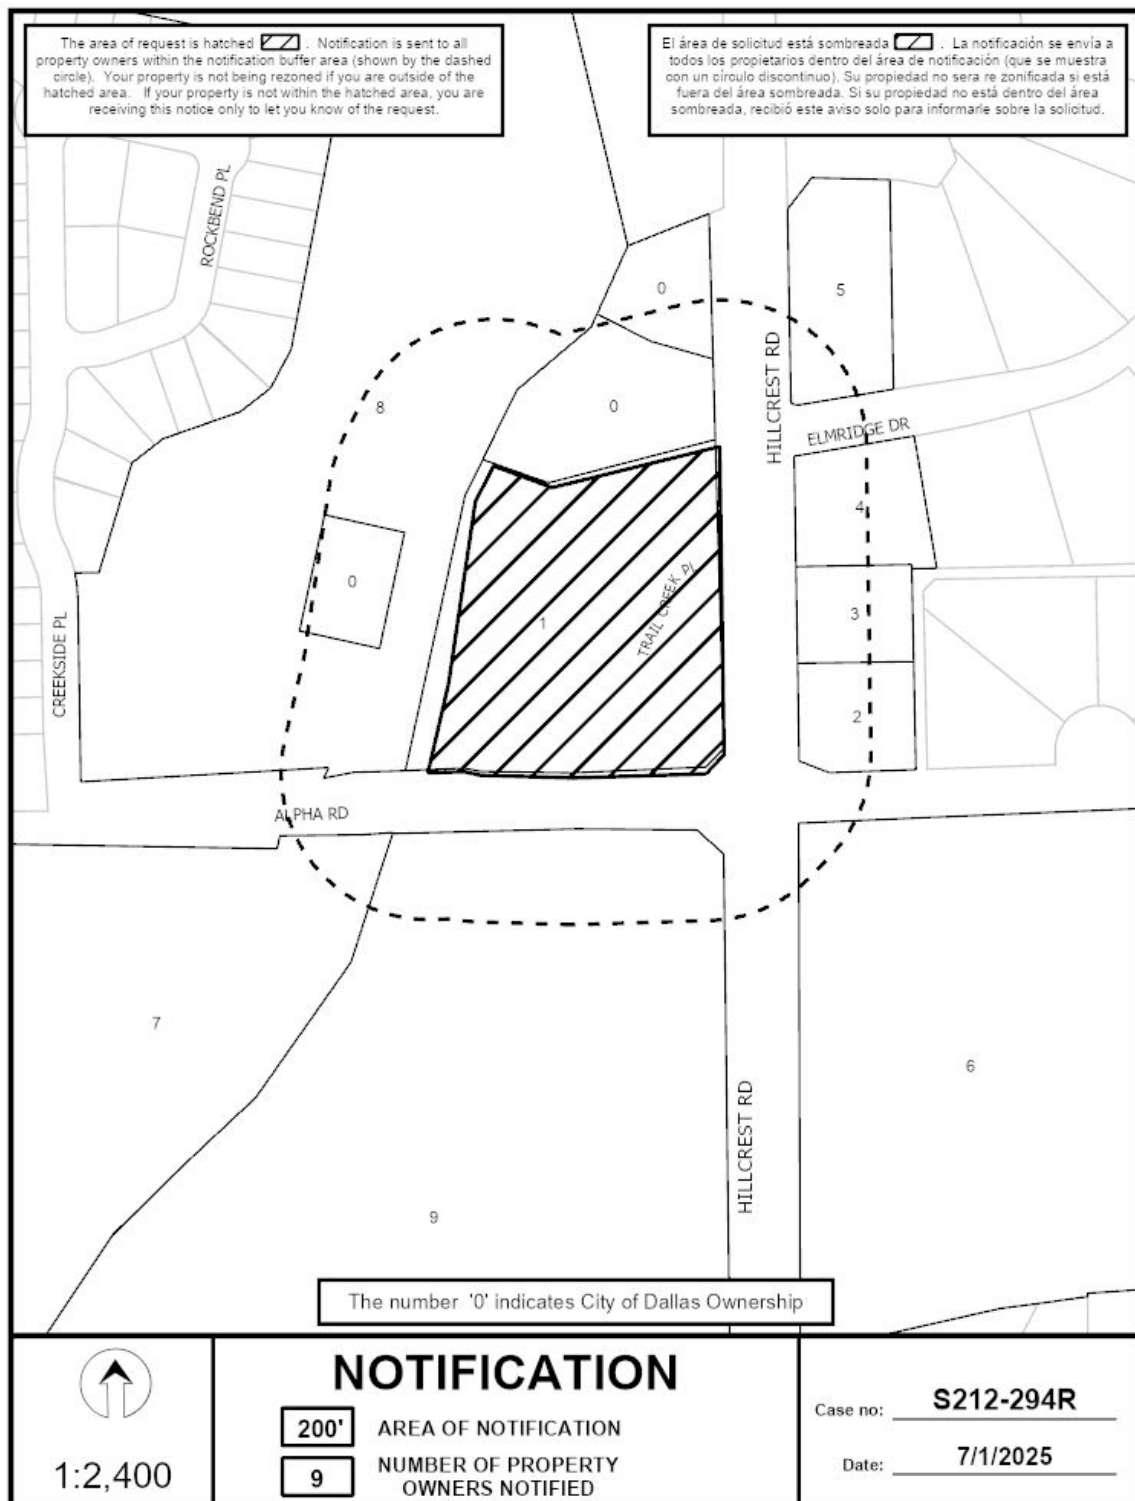 The area of request is hatched . Notification is sent to all
property owners within the notification buffer area (shown by the dashed
circle). Your property is not being rezoned if you are outside of the
hatched area. If your property is not within the hatched area, you are
receiving this notice only to let you know of the request.
El área de solicitud está sombreada . La notificación se envía a
todos los propietarios dentro del área de notificación (que se muestra
con un círculo discontinuo). Su propiedad no sera re zonificada si está
fuera del área sombreada. Si su propiedad no está dentro del área
sombreada, recibió este aviso solo para informarle sobre la solicitud.
ROCKBEND PL
0
5
HILLCREST RD
8
0
ELMRIDGE DR
4
0
1
TRAIL CREEK PL
3
CREEKSIDE PL
2
ALPHA RD
7
6
HILLCREST RD
9
The number '0' indicates City of Dallas Ownership
1:2,400
NOTIFICATION
200' AREA OF NOTIFICATION
9 NUMBER OF PROPERTY
OWNERS NOTIFIED
Case no: S212-294R
Date: 7/1/2025